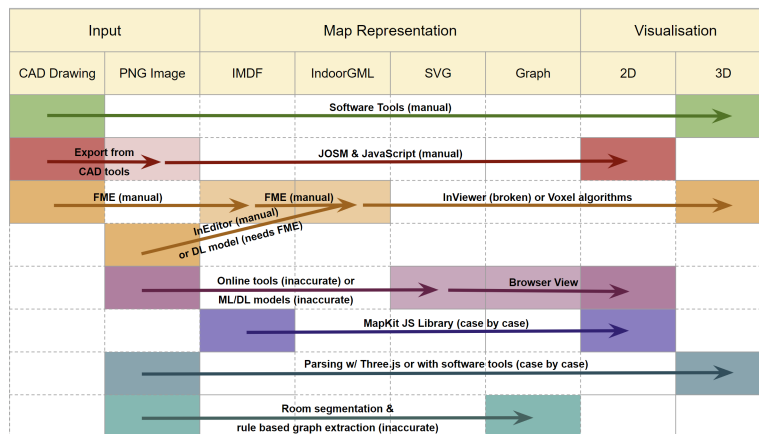 Input
Map Representation
Visualisation
CAD Drawing
PNG Image
IMDF
IndoorGML
SVG
Graph
2D
3D
Software Tools (manual)
Export from
CAD tools
JOSM & JavaScript (manual)
FME (manual)
FME (manual)
InViewer (broken) or Voxel algorithms
InEditor (manual)
or DL model (needs FME)
Online tools (inaccurate) or
ML/DL models (inaccurate)
Browser View
MapKit JS Library (case by case)
Parsing w/ Three.js or with software tools (case by case)
Room segmentation &
rule based graph extraction (inaccurate)